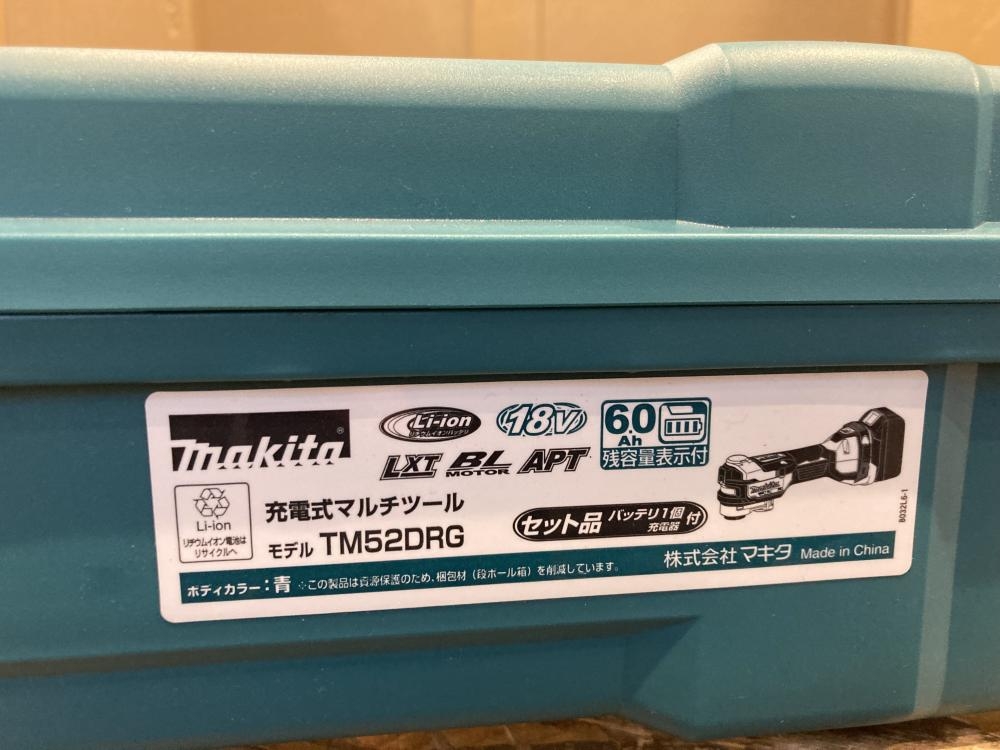 makita®
Li-ion
リチウムイオンバッテリ
18V
6.0
Ah
残容量表示付
LXT BL MOTOR APT
Li-ion
リチウムイオン電池は
リサイクルへ
充電式マルチツール
モデル TM52DRG
セット品 バッテリ1個 充電器 付
makita
8032L6-1
株式会社 マキタ Made in China
ボディカラー：青 ※この製品は資源保護のため、梱包材（段ボール箱）を削減しています。